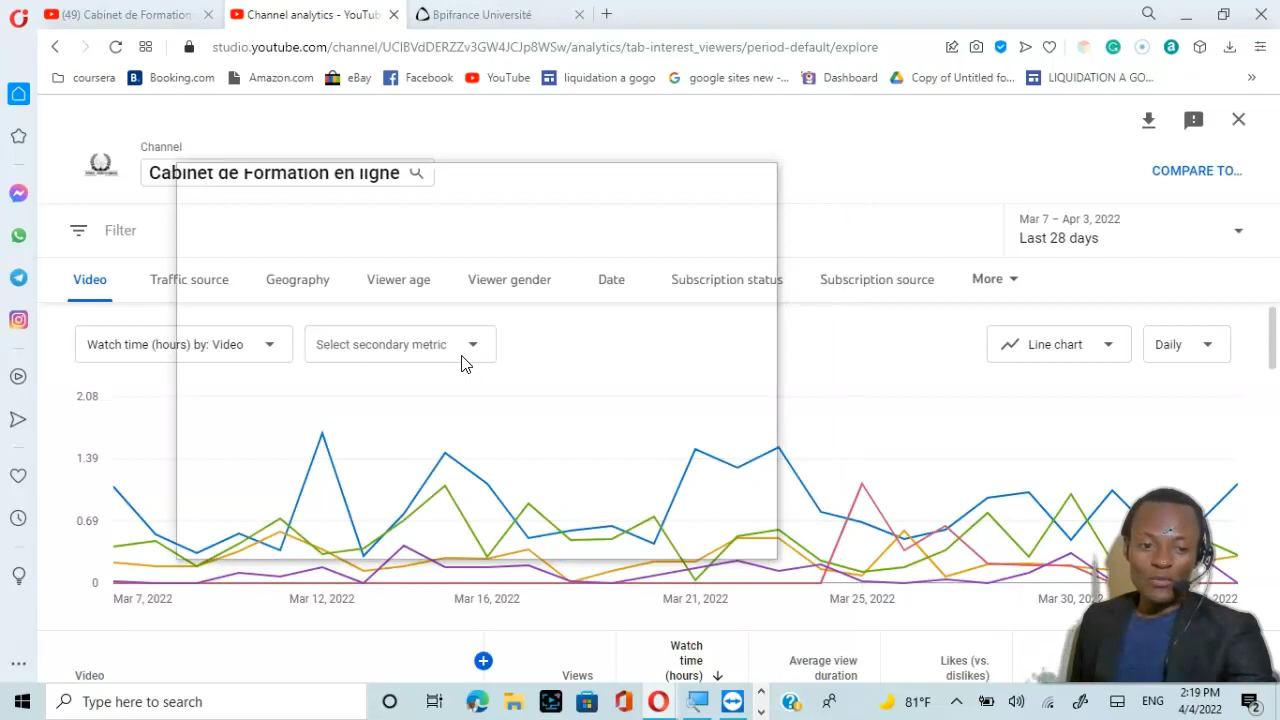 (49) Cabinet de Formation
Channel analytics - YouTu
Bpifrance Université
studio.youtube.com/channel/UCIBVdDERZZv3GW4JCJp8WSw/analytics/tab-interest_viewers/period-default/explore
coursera
Booking.com
Amazon.com
eBay
Facebook
YouTube
liquidation a gogo
google sites new -...
Dashboard
Copy of Untitled fo...
LIQUIDATION A GO...
Channel
Cabinet de Formation en ligne
COMPARE TO...
Filter
Mar 7 – Apr 3, 2022
Last 28 days
Video
Traffic source
Geography
Viewer age
Viewer gender
Date
Subscription status
Subscription source
More
Watch time (hours) by: Video
Select secondary metric
Line chart
Daily
2.08
1.39
0.69
0
Mar 7, 2022
Mar 12, 2022
Mar 16, 2022
Mar 21, 2022
Mar 25, 2022
Mar 30,
2022
Video
Views
Watch
time
(hours)
Average view
duration
Likes (vs.
dislikes)
Type here to search
81°F
ENG
2:19 PM
4/4/2022
2